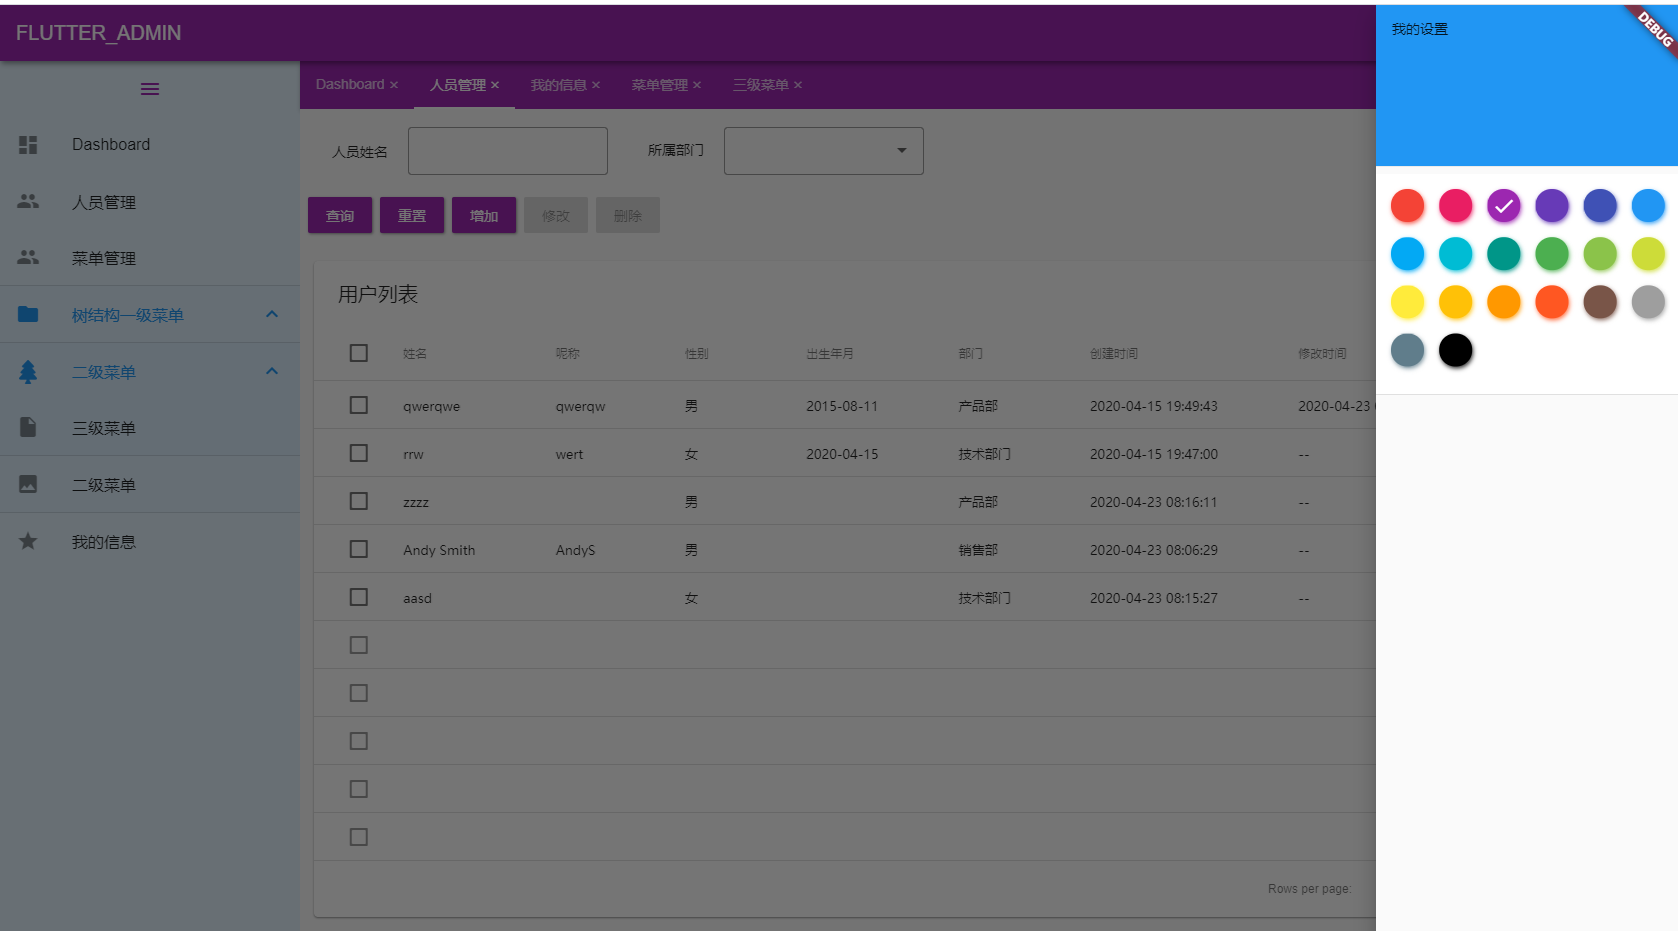 FLUTTER_ADMIN
我的设置
DEBUG
Dashboard × 人员管理 × 我的信息 × 菜单管理 × 三级菜单 ×
Dashboard
人员管理
菜单管理
树结构一级菜单
二级菜单
三级菜单
二级菜单
我的信息
人员姓名 所属部门
查询 重置 增加 修改 删除
用户列表
姓名 昵称 性别 出生年月 部门 创建时间 修改时间
qwerqwe qwerqw 男 2015-08-11 产品部 2020-04-15 19:49:43 2020-04-23
rrw wert 女 2020-04-15 技术部门 2020-04-15 19:47:00 --
zzzz 男 产品部 2020-04-23 08:16:11 --
Andy Smith AndyS 男 销售部 2020-04-23 08:06:29 --
aasd 女 技术部门 2020-04-23 08:15:27 --
Rows per page: